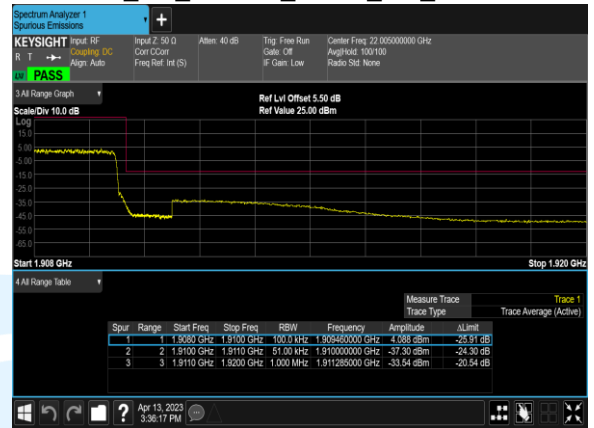 Spectrum Analyzer 1
Spurious Emissions
+
KEYSIGHT Input: RF Input Z: 50 Ω Atten: 40 dB Trig: Free Run Center Freq: 22.005000000 GHz
R T Coupling: DC Corr CCorr Gate: Off Avg|Hold: 100/100
Align: Auto Freq Ref: Int (S) IF Gain: Low Radio Std: None
PASS
3 All Range Graph
Ref Lvl Offset 5.50 dB
Scale/Div 10.0 dB Ref Value 25.00 dBm
Log
15.0
5.00
-5.00
-15.0
-25.0
-35.0
-45.0
-55.0
-65.0
Start 1.908 GHz Stop 1.920 GHz
4 All Range Table
Measure Trace Trace 1
Trace Type Trace Average (Active)
Spur Range Start Freq Stop Freq RBW Frequency Amplitude ΔLimit
1 1 1.9080 GHz 1.9100 GHz 100.0 kHz 1.909460000 GHz 4.088 dBm -25.91 dB
2 2 1.9100 GHz 1.9110 GHz 51.00 kHz 1.910000000 GHz -37.30 dBm -24.30 dB
3 3 1.9110 GHz 1.9200 GHz 1.000 MHz 1.911285000 GHz -33.54 dBm -20.54 dB
? Apr 13, 2023
3:36:17 PM